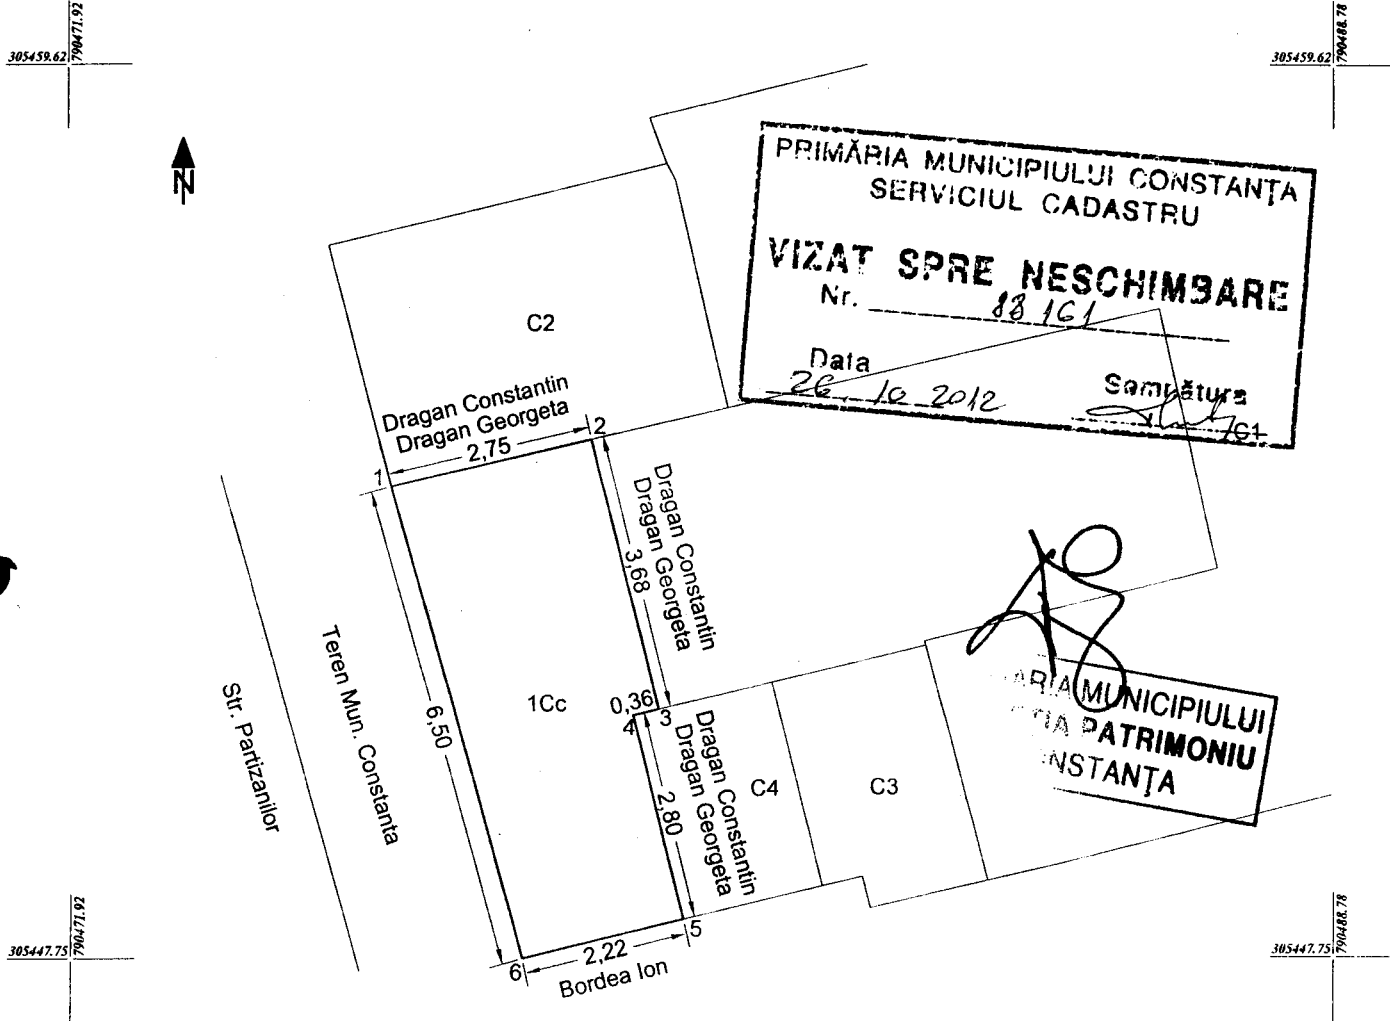 790471.92
790488.78
305459.62
305459.62
N
PRIMĂRIA MUNICIPIULUI CONSTANȚA
SERVICIUL CADASTRU
VIZAT SPRE NESCHIMBARE
Nr. 88 161
Data
26. 10 2012
Semnătura
C2
Dragan Constantin
Dragan Georgeta
2,75
1
2
Dragan Constantin
Dragan Georgeta
3,68
Teren Mun. Constanta
Str. Partizanilor
6,50
1Cc
0,36
3
4
Dragan Constantin
Dragan Georgeta
2,80
C4
C3
MUNICIPIULUI
PATRIMONIU
NSTANȚA
5
6
2,22
Bordea Ion
790471.92
790488.78
305447.75
305447.75